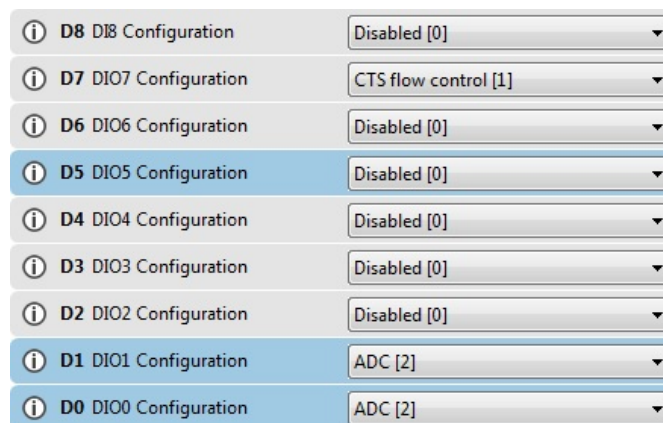 D8 DI8 Configuration Disabled [0]
D7 DIO7 Configuration CTS flow control [1]
D6 DIO6 Configuration Disabled [0]
D5 DIO5 Configuration Disabled [0]
D4 DIO4 Configuration Disabled [0]
D3 DIO3 Configuration Disabled [0]
D2 DIO2 Configuration Disabled [0]
D1 DIO1 Configuration ADC [2]
D0 DIO0 Configuration ADC [2]